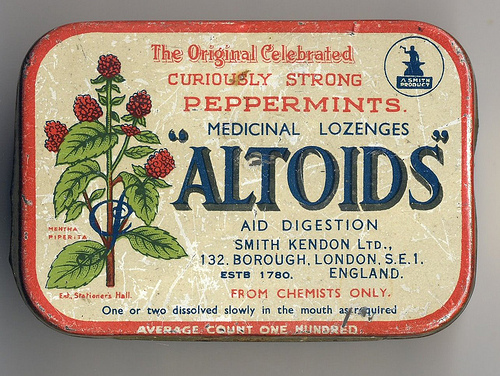 The Original Celebrated
CURIOUSLY STRONG
PEPPERMINTS.
A SMITH
PRODUCT
MEDICINAL LOZENGES
"ALTOIDS"
AID DIGESTION
SMITH KENDON LTD.,
132. BOROUGH, LONDON, S.E.1.
ESTB 1780. ENGLAND.
MENTHA
PIPERITA
Ent. Stationers Hall.
FROM CHEMISTS ONLY.
One or two dissolved slowly in the mouth as required
AVERAGE COUNT ONE HUNDRED